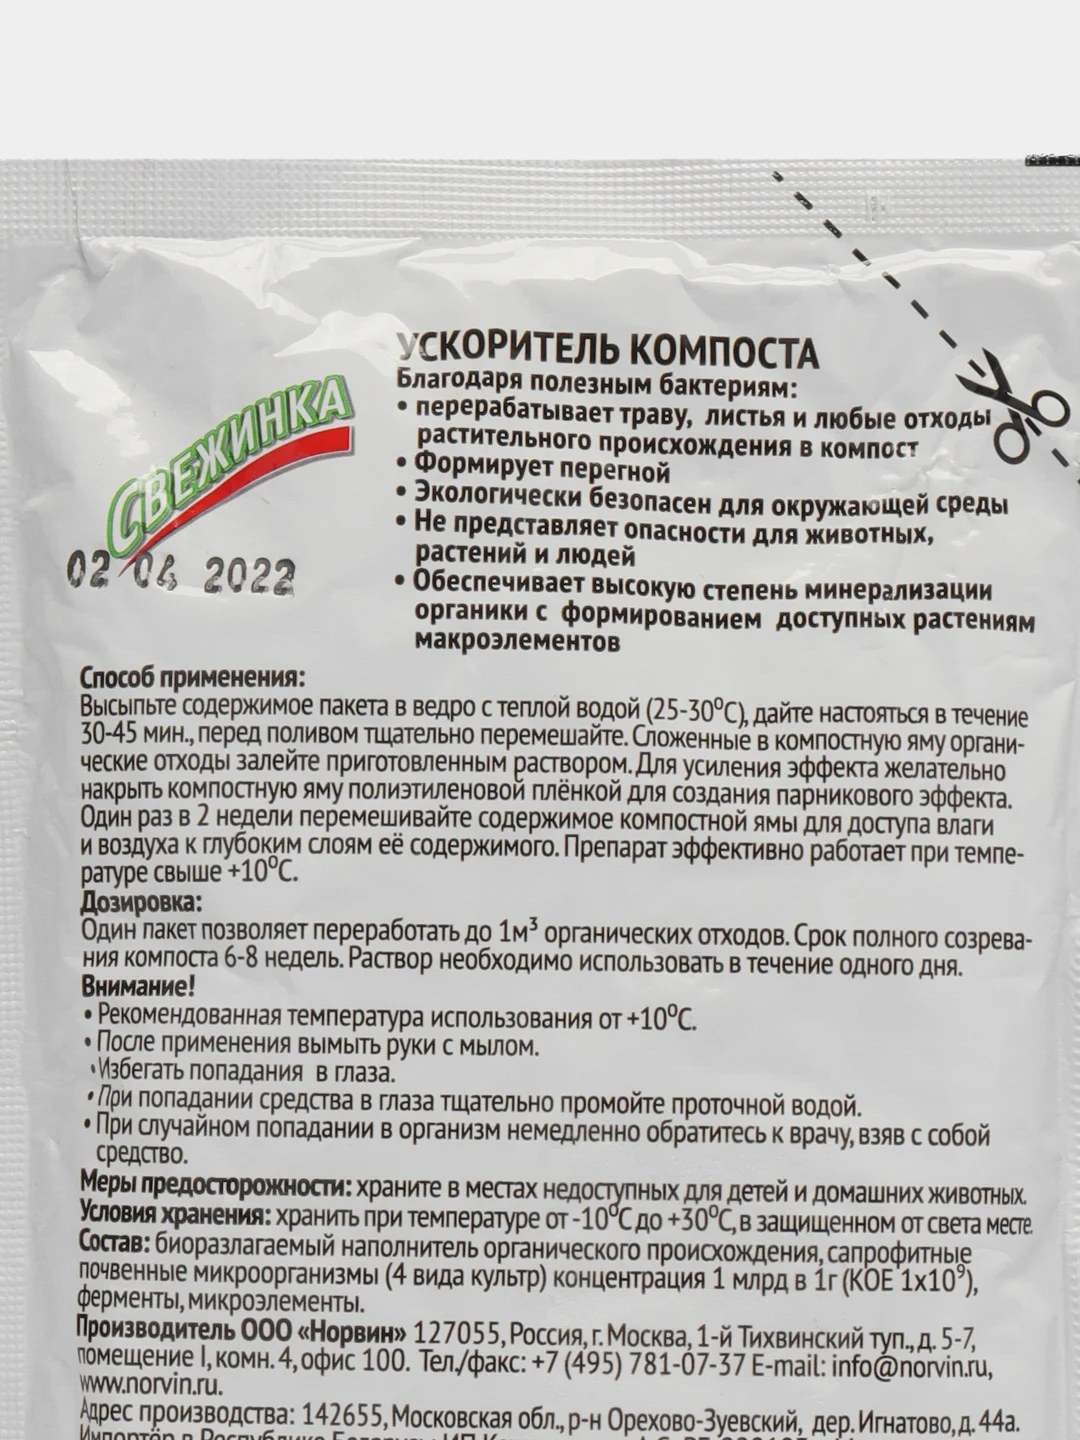 УСКОРИТЕЛЬ КОМПОСТА
Благодаря полезным бактериям:
• перерабатывает траву, листья и любые отходы
растительного происхождения в компост
• Формирует перегной
• Экологически безопасен для окружающей среды
• Не представляет опасности для животных,
растений и людей
• Обеспечивает высокую степень минерализации
органики с формированием доступных растениям
макроэлементов
СВЕЖИНКА
02 04 2022
Способ применения:
Высыпьте содержимое пакета в ведро с теплой водой (25-30⁰С), дайте настояться в течение
30-45 мин., перед поливом тщательно перемешайте. Сложенные в компостную яму органи-
ческие отходы залейте приготовленным раствором. Для усиления эффекта желательно
накрыть компостную яму полиэтиленовой плёнкой для создания парникового эффекта.
Один раз в 2 недели перемешивайте содержимое компостной ямы для доступа влаги
и воздуха к глубоким слоям её содержимого. Препарат эффективно работает при темпе-
ратуре свыше +10⁰С.
Дозировка:
Один пакет позволяет переработать до 1м³ органических отходов. Срок полного созрева-
ния компоста 6-8 недель. Раствор необходимо использовать в течение одного дня.
Внимание!
• Рекомендованная температура использования от +10⁰С.
• После применения вымыть руки с мылом.
• Избегать попадания в глаза.
• При попадании средства в глаза тщательно промойте проточной водой.
• При случайном попадании в организм немедленно обратитесь к врачу, взяв с собой
средство.
Меры предосторожности: храните в местах недоступных для детей и домашних животных.
Условия хранения: хранить при температуре от -10⁰С до +30⁰С, в защищенном от света месте.
Состав: биоразлагаемый наполнитель органического происхождения, сапрофитные
почвенные микроорганизмы (4 вида культр) концентрация 1 млрд в 1г (КОЕ 1x10⁹),
ферменты, микроэлементы.
Производитель ООО «Норвин» 127055, Россия, г. Москва, 1-й Тихвинский туп., д. 5-7,
помещение I, комн. 4, офис 100. Тел./факс: +7 (495) 781-07-37 E-mail: info@norvin.ru,
www.norvin.ru.
Адрес производства: 142655, Московская обл., р-н Орехово-Зуевский, дер. Игнатово, д. 44а.
Импортёр в Республике Беларусь: ИП